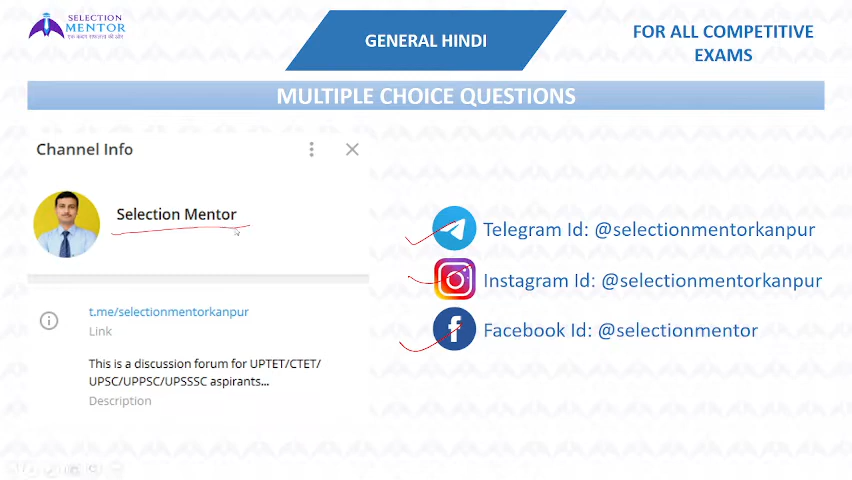 SELECTION
MENTOR
GENERAL HINDI
FOR ALL COMPETITIVE
EXAMS
MULTIPLE CHOICE QUESTIONS
Channel Info
Selection Mentor
t.me/selectionmentorkanpur
Link
This is a discussion forum for UPTET/CTET/
UPSC/UPPSC/UPSSSC aspirants...
Description
Telegram Id: @selectionmentorkanpur
Instagram Id: @selectionmentorkanpur
Facebook Id: @selectionmentor